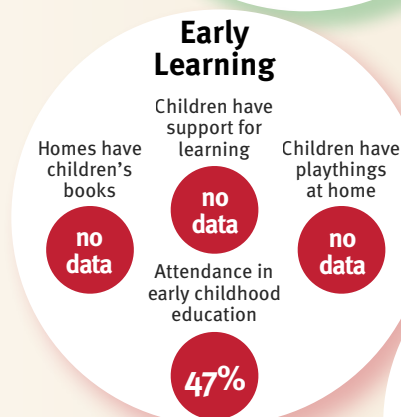 Early
Learning
Children have
support for
learning
no
data
Homes have
children's
books
no
data
Children have
playthings
at home
no
data
Attendance in
early childhood
education
47%